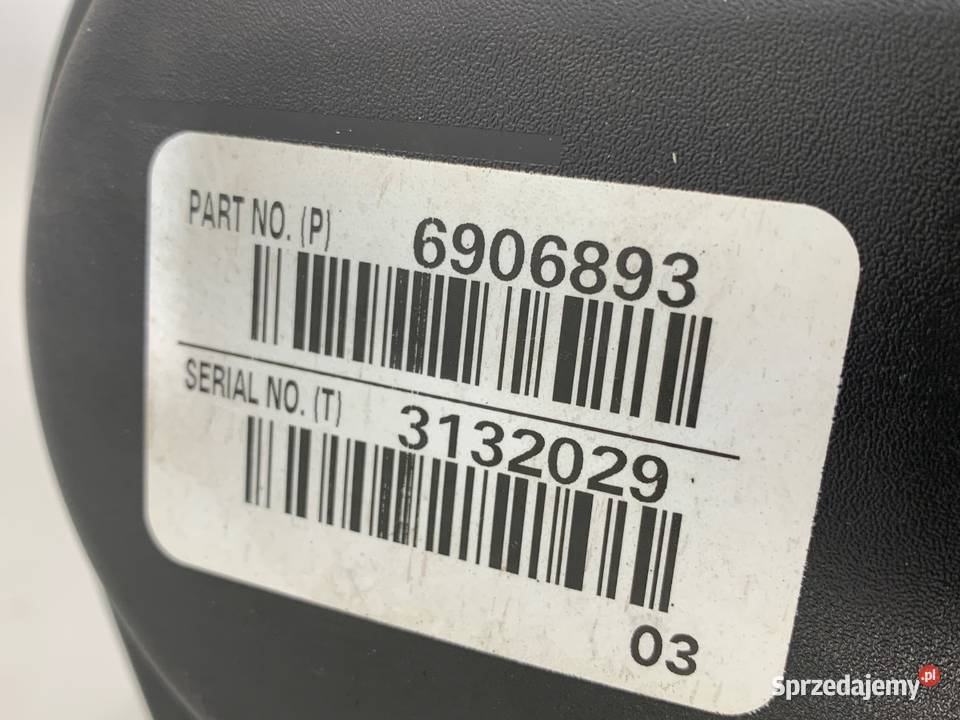 PART NO. (P) 6906893
SERIAL NO. (T) 3132029
03
Sprzedajemy.pl